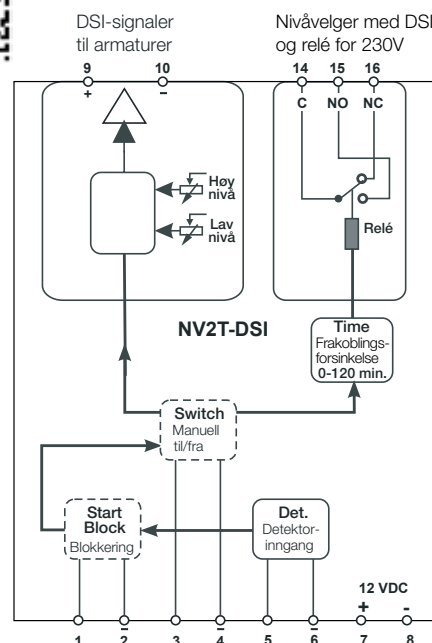 DSI-signaler
til armaturer
Nivåvelger med DSI
og relé for 230V
9 10 14 15 16
+ – C NO NC
Høy
nivå
Lav
nivå
Relé
NV2T-DSI
Time
Frakoblings-
forsinkelse
0-120 min.
Switch
Manuell
til/fra
Start
Block
Blokkering
Det.
Detektor-
inngang
12 VDC
+ -
1 2 3 4 5 6 7 8